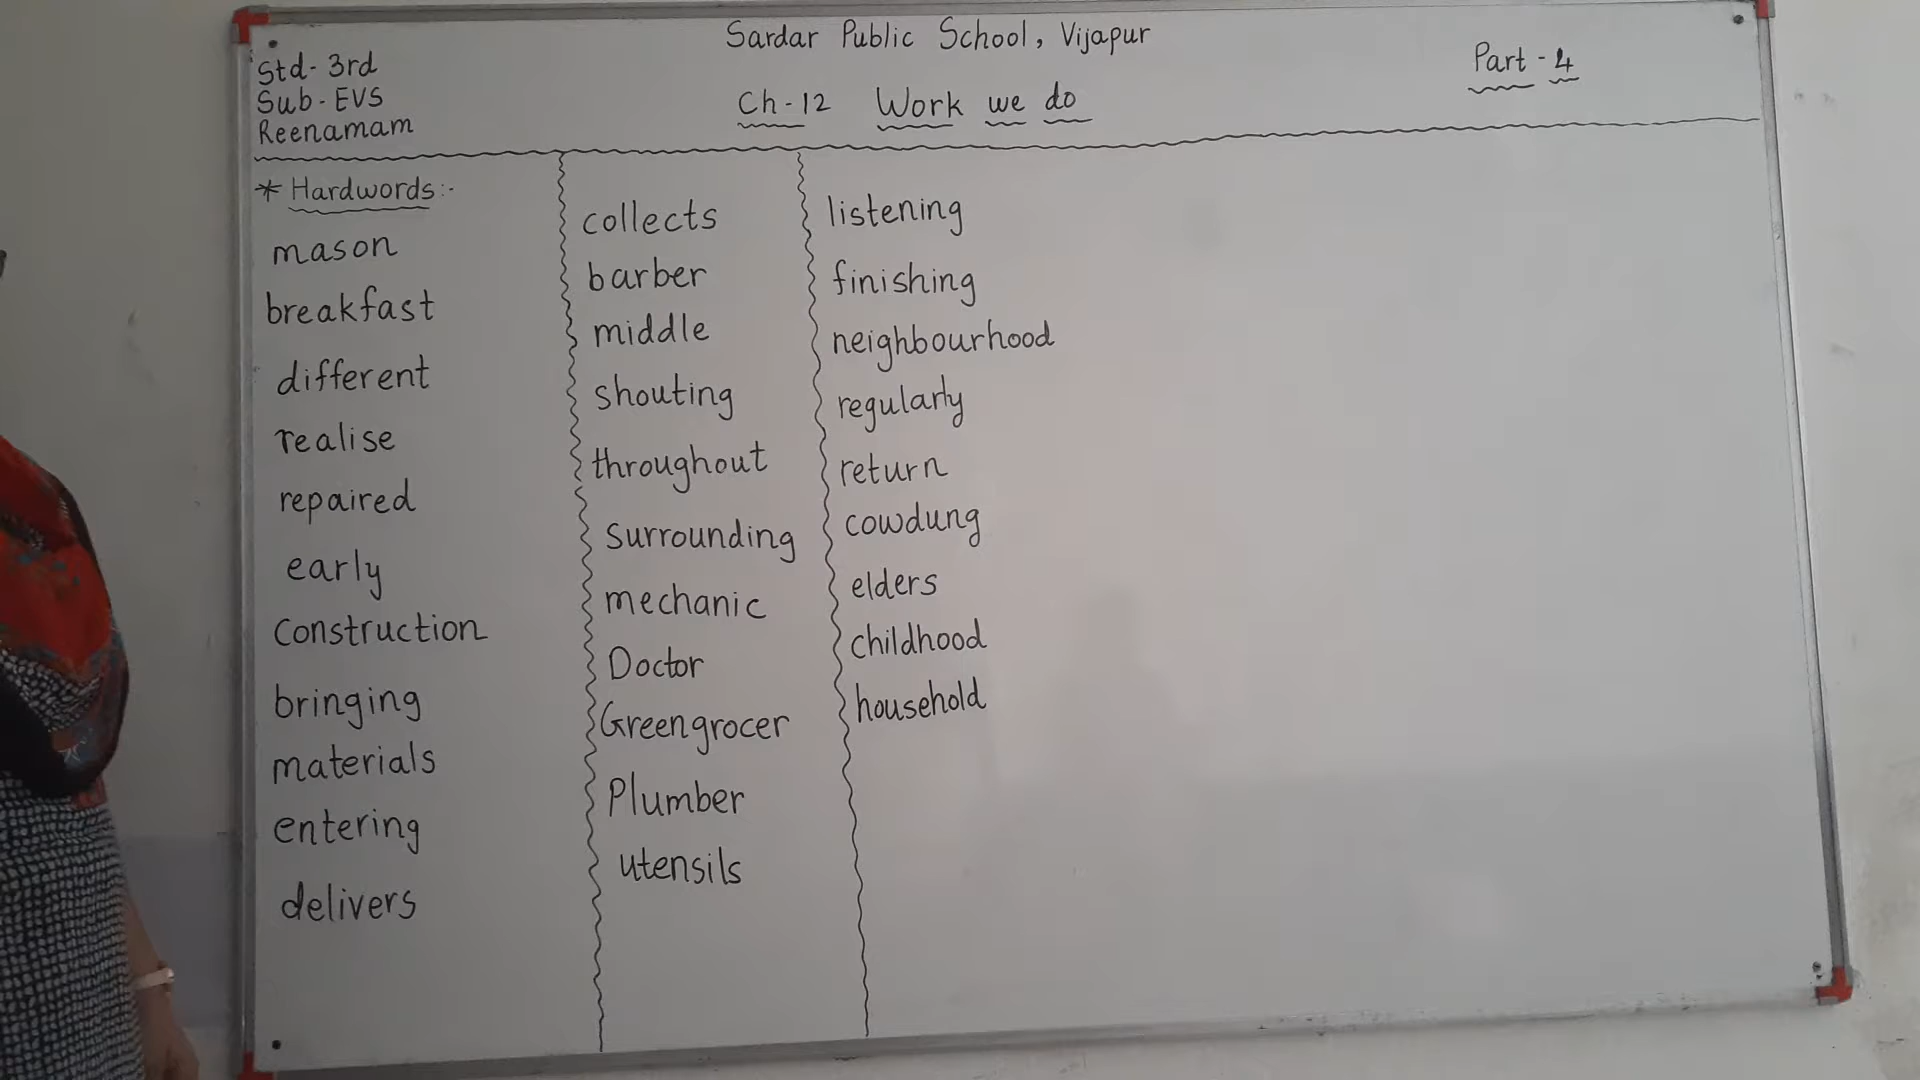 Sardar Public School, Vijapur
Std- 3rd
Sub- EVS
Reenamam
Ch-12 Work we do
Part-4
* Hardwords:-
mason
breakfast
different
realise
repaired
early
construction
bringing
materials
entering
delivers
collects
barber
middle
shouting
throughout
surrounding
mechanic
Doctor
Greengrocer
Plumber
utensils
listening
finishing
neighbourhood
regularly
return
cowdung
elders
childhood
household